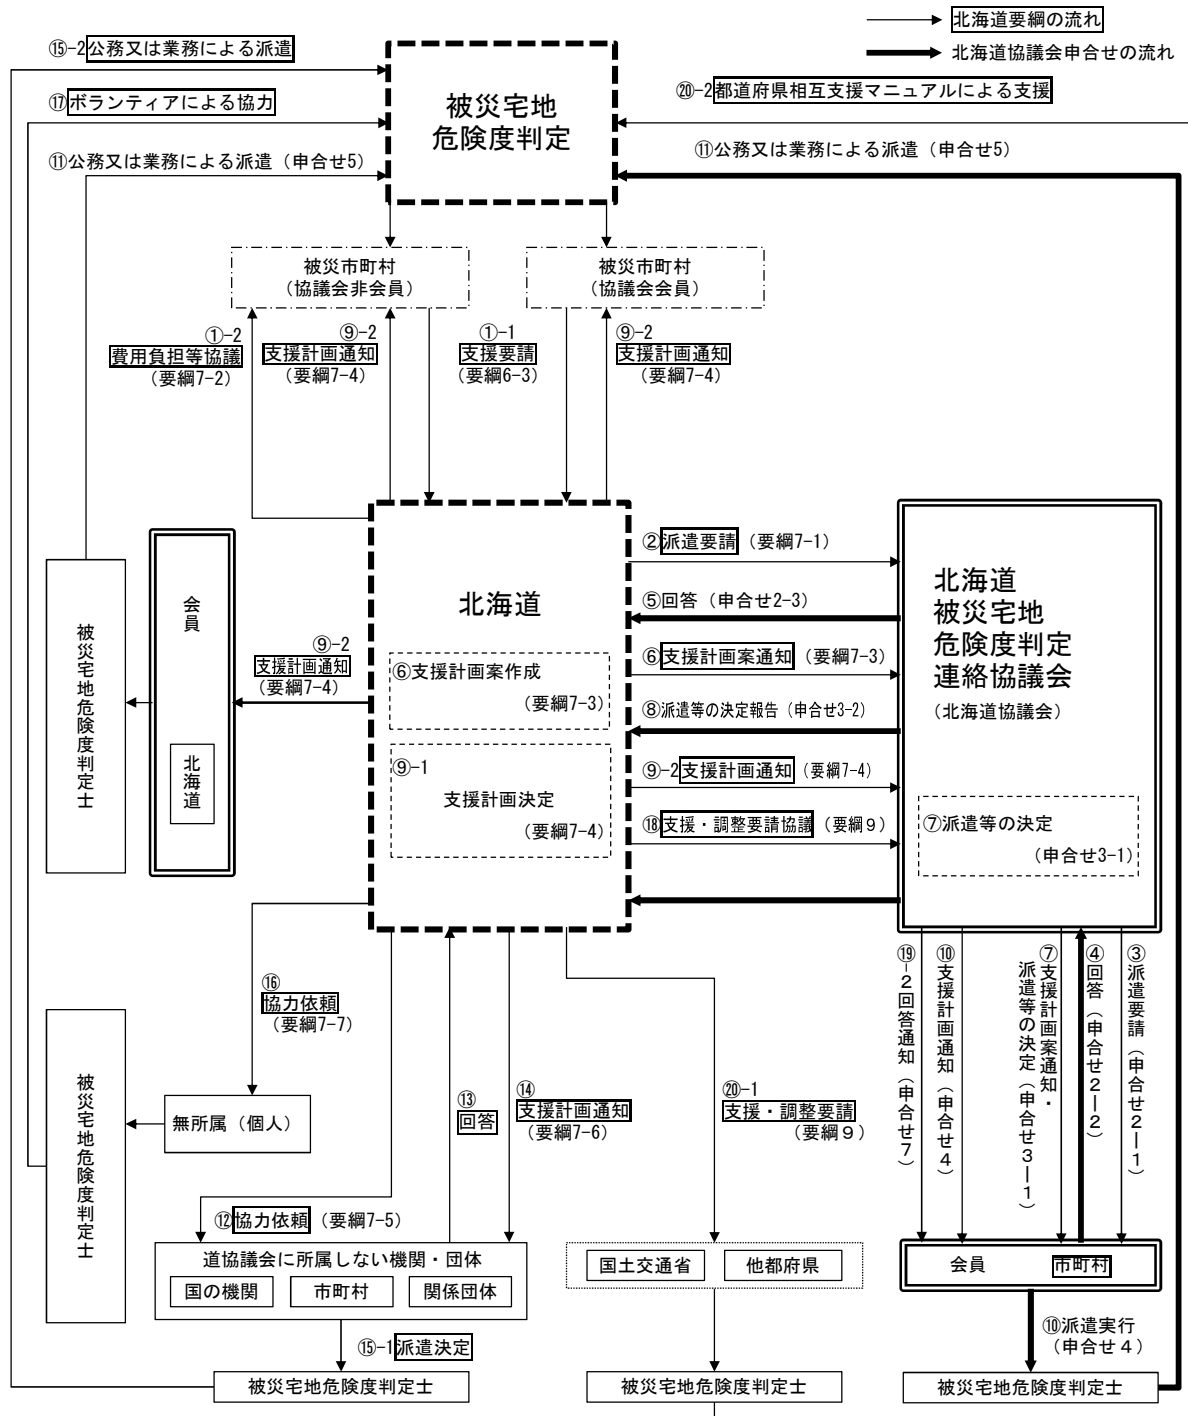 北海道要綱の流れ
北海道協議会申合せの流れ
⑮-2公務又は業務による派遣
⑰ボランティアによる協力
⑪公務又は業務による派遣（申合せ5）
被災宅地
危険度判定
⑳-2都道府県相互支援マニュアルによる支援
⑪公務又は業務による派遣（申合せ5）
被災市町村
（協議会非会員）
被災市町村
（協議会会員）
①-2
費用負担等協議
（要綱7-2）
⑨-2
支援計画通知
（要綱7-4）
①-1
支援要請
（要綱6-3）
⑨-2
支援計画通知
（要綱7-4）
被災宅地危険度判定士
会員
北海道
⑨-2
支援計画通知
（要綱7-4）
北海道
⑥支援計画案作成
（要綱7-3）
⑨-1
支援計画決定
（要綱7-4）
②派遣要請（要綱7-1）
⑤回答（申合せ2-3）
⑥支援計画案通知（要綱7-3）
⑧派遣等の決定報告（申合せ3-2）
⑨-2支援計画通知（要綱7-4）
⑱支援・調整要請協議（要綱９）
北海道
被災宅地
危険度判定
連絡協議会
（北海道協議会）
⑦派遣等の決定
（申合せ3-1）
⑯
協力依頼
（要綱7-7）
被災宅地危険度判定士
無所属（個人）
⑬
回答
⑭
支援計画通知
（要綱7-6）
⑳-1
支援・調整要請
（要綱９）
⑲-２回答通知（申合せ７）
⑩支援計画通知（申合せ４）
⑦支援計画案通知・
派遣等の決定（申合せ３ー１）
④回答（申合せ２ー２）
③派遣要請（申合せ２ー１）
⑫協力依頼（要綱7-5）
道協議会に所属しない機関・団体
国の機関
市町村
関係団体
国土交通省
他都府県
会員
市町村
⑮-1派遣決定
⑩派遣実行
（申合せ４）
被災宅地危険度判定士
被災宅地危険度判定士
被災宅地危険度判定士